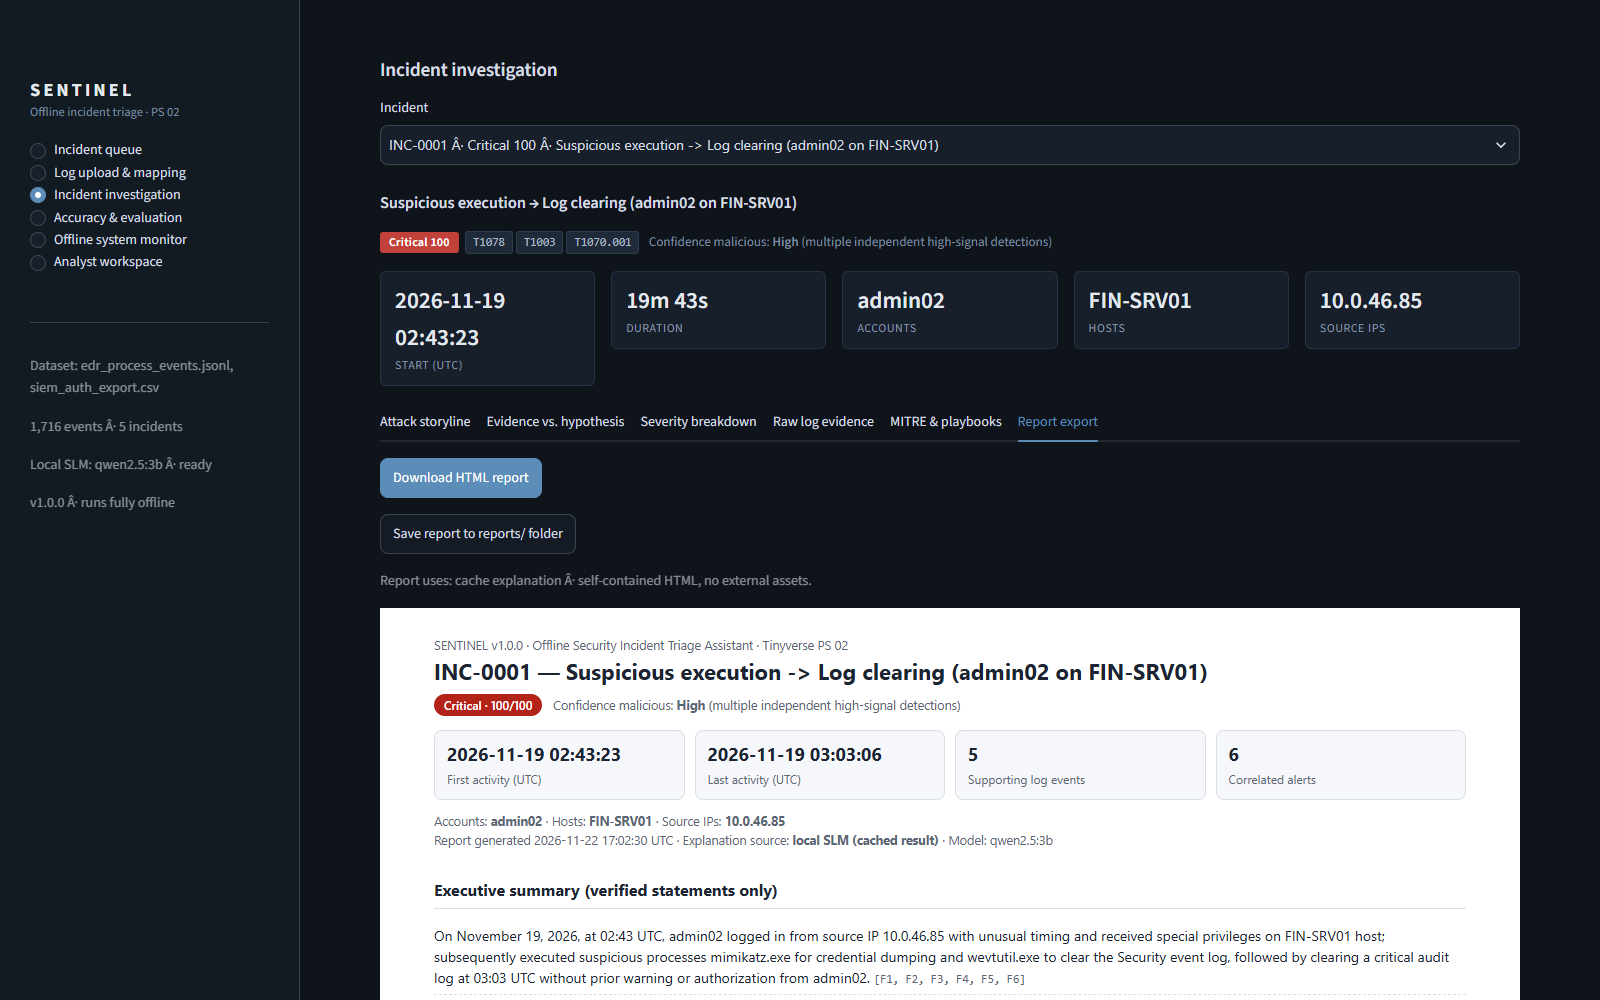 SENTINEL
Offline incident triage · PS 02
Incident queue
Log upload & mapping
Incident investigation
Accuracy & evaluation
Offline system monitor
Analyst workspace
Dataset: edr_process_events.jsonl,
siem_auth_export.csv
1,716 events Â· 5 incidents
Local SLM: qwen2.5:3b Â· ready
v1.0.0 Â· runs fully offline
Incident investigation
Incident
INC-0001 Â· Critical 100 Â· Suspicious execution -> Log clearing (admin02 on FIN-SRV01)
Suspicious execution → Log clearing (admin02 on FIN-SRV01)
Critical 100 T1078 T1003 T1070.001 Confidence malicious: High (multiple independent high-signal detections)
2026-11-19
02:43:23
START (UTC)
19m 43s
DURATION
admin02
ACCOUNTS
FIN-SRV01
HOSTS
10.0.46.85
SOURCE IPS
Attack storyline Evidence vs. hypothesis Severity breakdown Raw log evidence MITRE & playbooks Report export
Download HTML report
Save report to reports/ folder
Report uses: cache explanation Â· self-contained HTML, no external assets.
SENTINEL v1.0.0 · Offline Security Incident Triage Assistant · Tinyverse PS 02
INC-0001 — Suspicious execution -> Log clearing (admin02 on FIN-SRV01)
Critical · 100/100 Confidence malicious: High (multiple independent high-signal detections)
2026-11-19 02:43:23
First activity (UTC)
2026-11-19 03:03:06
Last activity (UTC)
5
Supporting log events
6
Correlated alerts
Accounts: admin02 · Hosts: FIN-SRV01 · Source IPs: 10.0.46.85
Report generated 2026-11-22 17:02:30 UTC · Explanation source: local SLM (cached result) · Model: qwen2.5:3b
Executive summary (verified statements only)
On November 19, 2026, at 02:43 UTC, admin02 logged in from source IP 10.0.46.85 with unusual timing and received special privileges on FIN-SRV01 host;
subsequently executed suspicious processes mimikatz.exe for credential dumping and wevtutil.exe to clear the Security event log, followed by clearing a critical audit
log at 03:03 UTC without prior warning or authorization from admin02. [F1, F2, F3, F4, F5, F6]